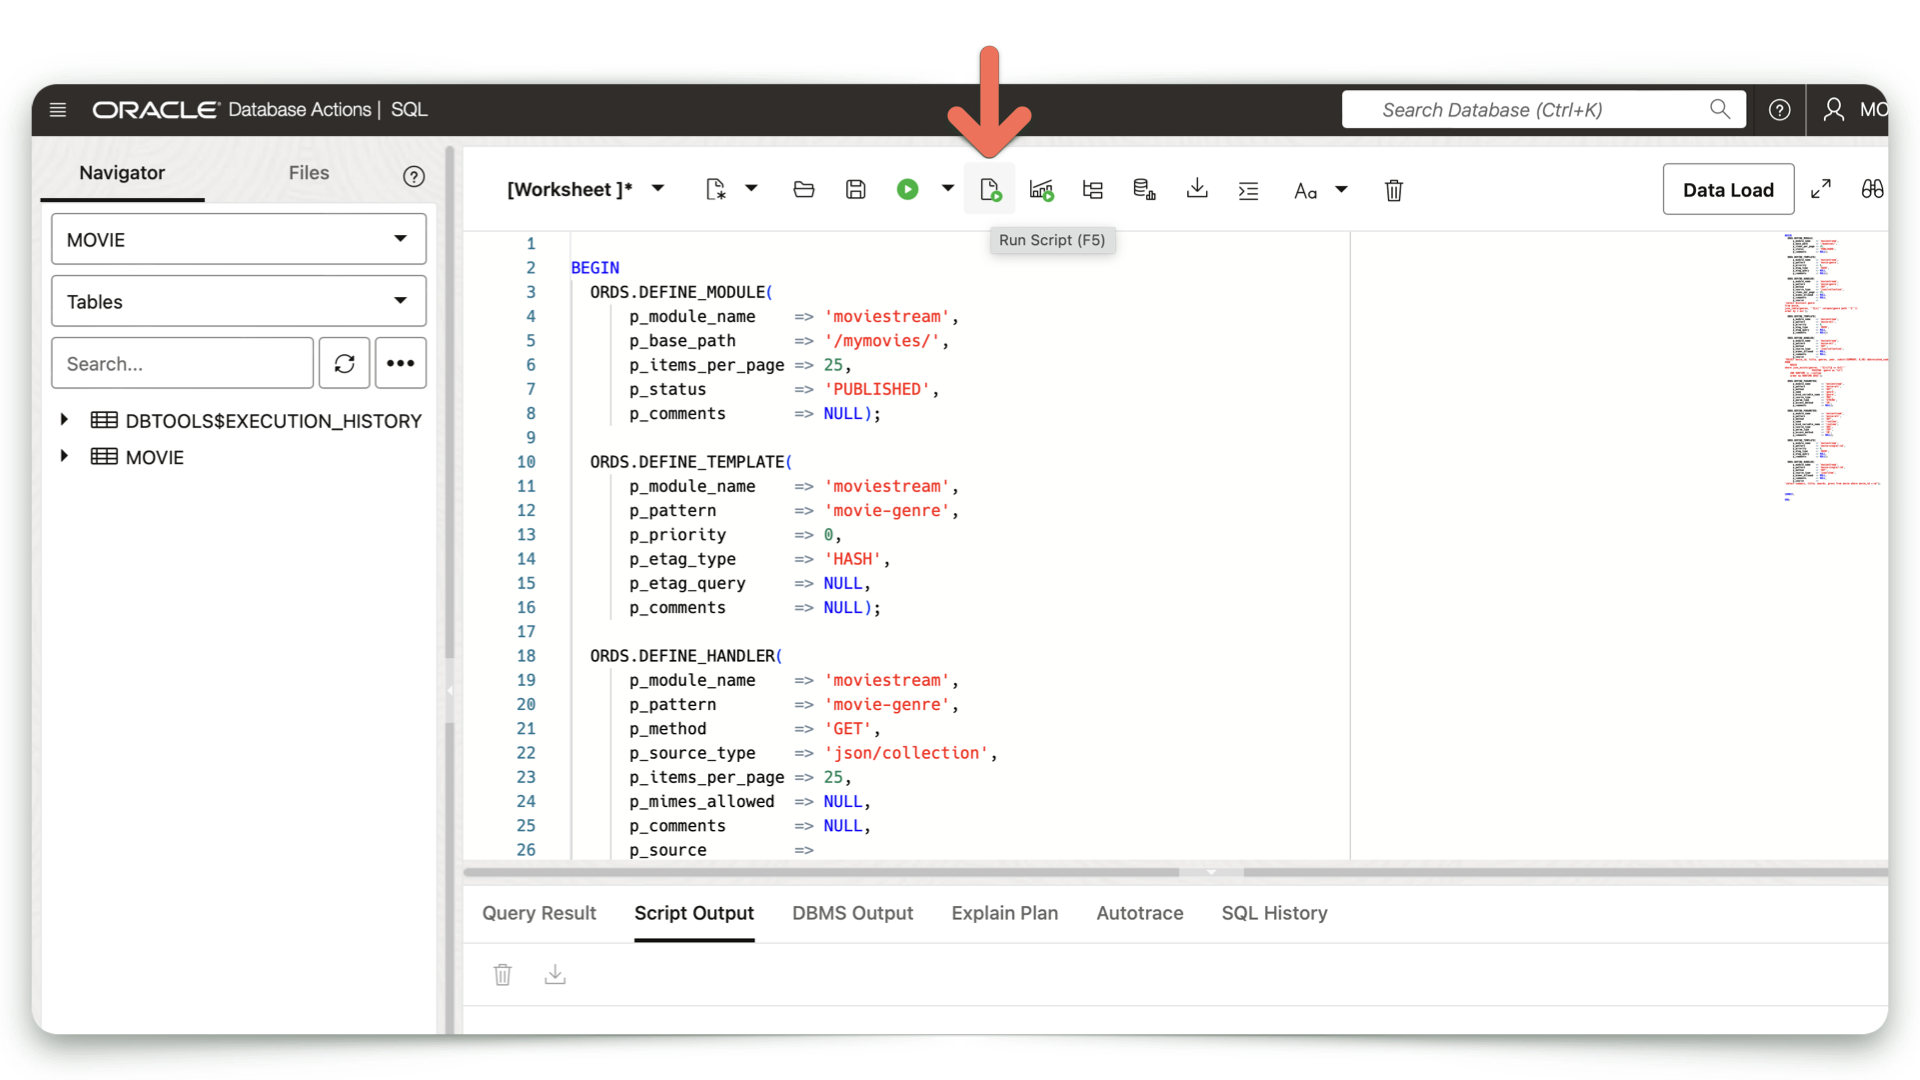 ORACLE Database Actions | SQL
Search Database (Ctrl+K)
MO
Navigator
Files
MOVIE
Tables
Search...
DBTOOLS$EXECUTION_HISTORY
MOVIE
[Worksheet ]*
Aa
Data Load
Run Script (F5)
1
2 BEGIN
3 ORDS.DEFINE_MODULE(
4 p_module_name => 'moviestream',
5 p_base_path => '/mymovies/',
6 p_items_per_page => 25,
7 p_status => 'PUBLISHED',
8 p_comments => NULL);
9
10 ORDS.DEFINE_TEMPLATE(
11 p_module_name => 'moviestream',
12 p_pattern => 'movie-genre',
13 p_priority => 0,
14 p_etag_type => 'HASH',
15 p_etag_query => NULL,
16 p_comments => NULL);
17
18 ORDS.DEFINE_HANDLER(
19 p_module_name => 'moviestream',
20 p_pattern => 'movie-genre',
21 p_method => 'GET',
22 p_source_type => 'json/collection',
23 p_items_per_page => 25,
24 p_mimes_allowed => NULL,
25 p_comments => NULL,
26 p_source =>
Query Result
Script Output
DBMS Output
Explain Plan
Autotrace
SQL History